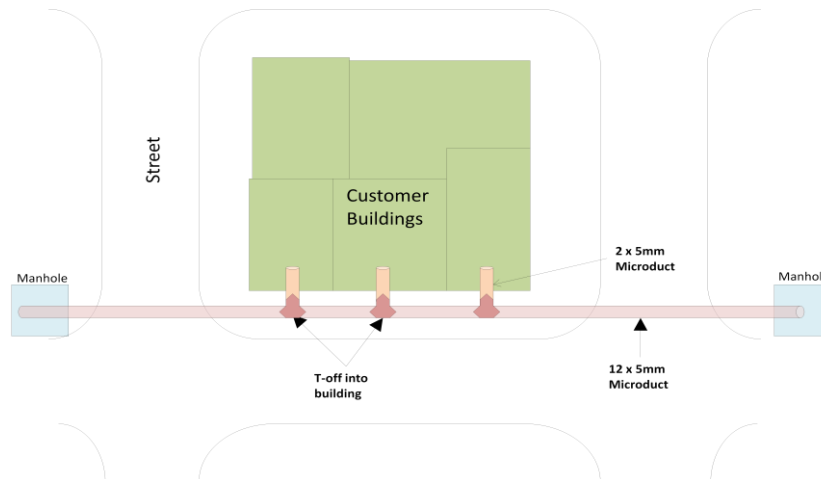 Street
Customer
Buildings
2 x 5mm
Microduct
Manhole
Manhol
T-off into
building
12 x 5mm
Microduct